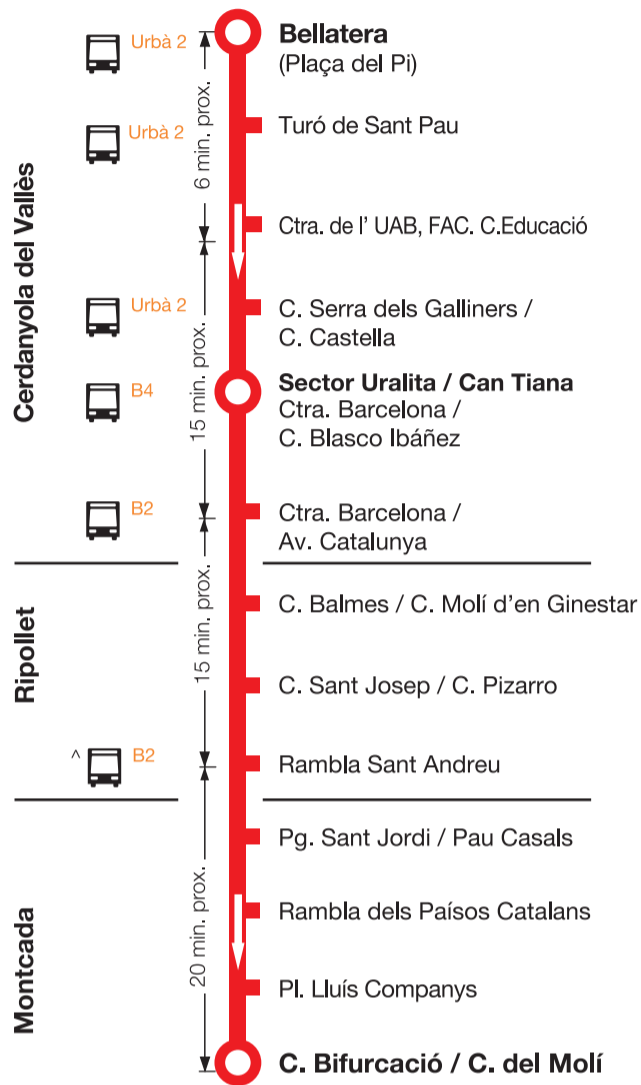 Urbà 2
Bellatera
(Plaça del Pi)
Urbà 2
Turó de Sant Pau
6 min. prox.
Ctra. de l' UAB, FAC. C.Educació
Cerdanyola del Vallès
Urbà 2
C. Serra dels Galliners /
C. Castella
B4
Sector Uralita / Can Tiana
Ctra. Barcelona /
C. Blasco Ibáñez
15 min. prox.
B2
Ctra. Barcelona /
Av. Catalunya
Ripollet
15 min. prox.
C. Balmes / C. Molí d'en Ginestar
C. Sant Josep / C. Pizarro
^ B2
Rambla Sant Andreu
Montcada
20 min. prox.
Pg. Sant Jordi / Pau Casals
Rambla dels Països Catalans
Pl. Lluís Companys
C. Bifurcació / C. del Molí